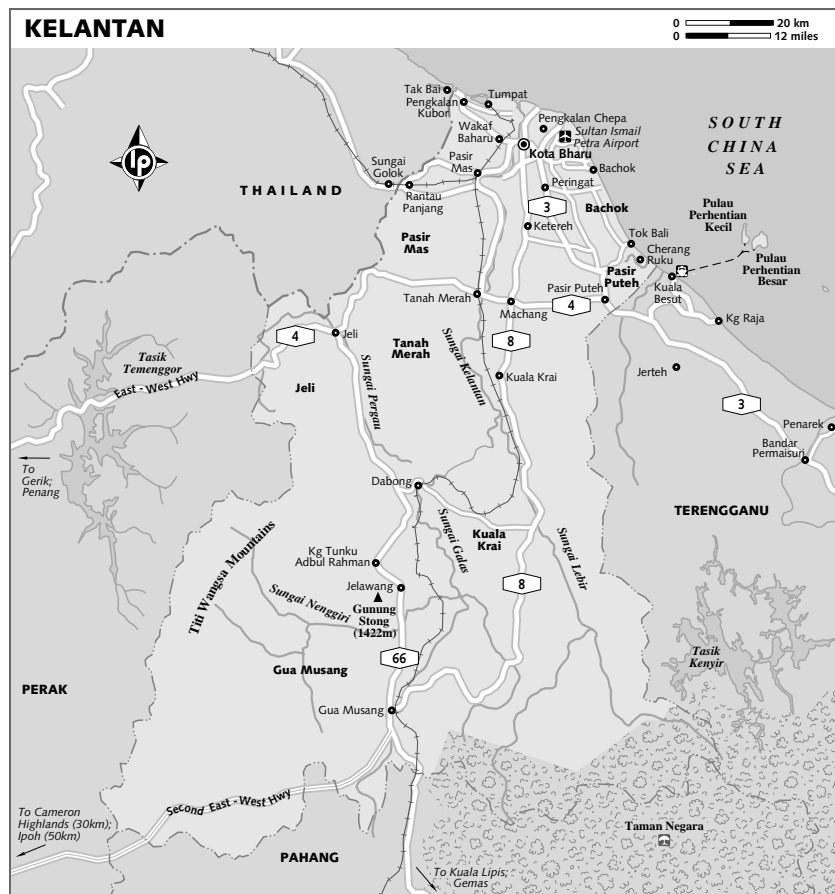 KELANTAN
0 20 km
0 12 miles
Tak Bai
Pengkalan
Kubor
Tumpat
Wakaf
Baharu
Pengkalan Chepa
Sultan Ismail
Petra Airport
Kota Bharu
SOUTH
CHINA
SEA
lp
THAILAND
Sungai
Golok
Pasir
Mas
Rantau
Panjang
Peringat
Bachok
3
Bachok
Ketereh
Pulau
Perhentian
Kecil
Pasir
Mas
Tok Bali
Cherang
Ruku
Pulau
Perhentian
Besar
Pasir
Puteh
Kuala
Besut
Tanah Merah
Machang
Pasir Puteh
4
Kg Raja
4
Jeli
Tanah
Merah
8
Sungai Kelantan
Tasik
Temenggor
East - West Hwy
Jeli
Sungai Pergau
Kuala Krai
Jerteh
3
Penarek
Bandar
Permaisuri
To
Gerik;
Penang
Dabong
TERENGGANU
Kuala
Krai
Sungai Galas
Sungai Lebir
Titi Wangsa Mountains
Kg Tunku
Adbul Rahman
8
Jelawang
Sungai Nenggiri
Gunung
Stong
(1422m)
66
Tasik
Kenyir
PERAK
Gua Musang
Gua Musang
Second East - West Hwy
To Cameron
Highlands (30km);
Ipoh (50km)
Taman Negara
PAHANG
To Kuala Lipis;
Gemas